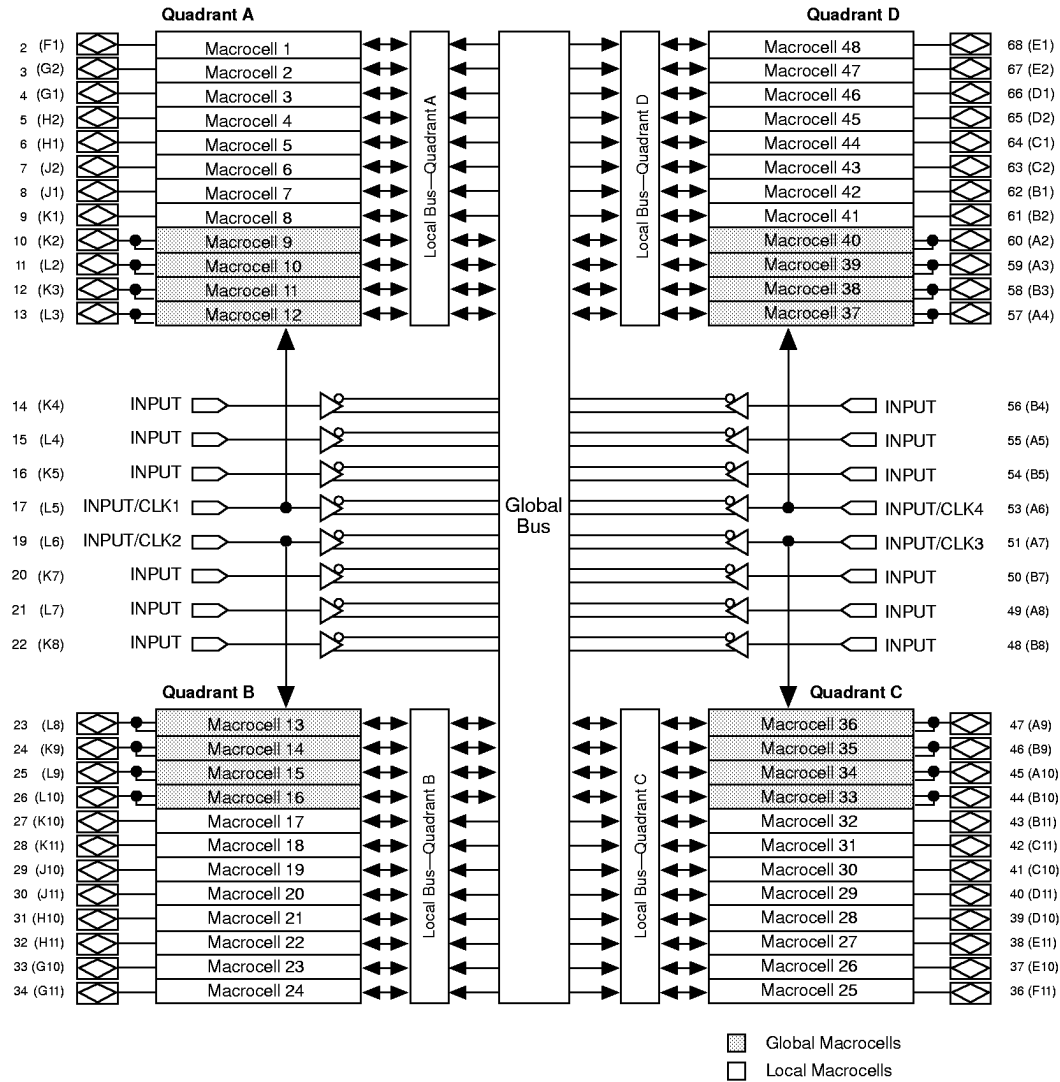 Quadrant A Quadrant D
2 (F1) Macrocell 1 Macrocell 48 68 (E1)
3 (G2) Macrocell 2 Macrocell 47 67 (E2)
4 (G1) Macrocell 3 Macrocell 46 66 (D1)
5 (H2) Macrocell 4 Macrocell 45 65 (D2)
6 (H1) Macrocell 5 Macrocell 44 64 (C1)
7 (J2) Macrocell 6 Macrocell 43 63 (C2)
8 (J1) Macrocell 7 Macrocell 42 62 (B1)
9 (K1) Macrocell 8 Macrocell 41 61 (B2)
10 (K2) Macrocell 9 Macrocell 40 60 (A2)
11 (L2) Macrocell 10 Macrocell 39 59 (A3)
12 (K3) Macrocell 11 Macrocell 38 58 (B3)
13 (L3) Macrocell 12 Macrocell 37 57 (A4)
Local Bus—Quadrant A
Local Bus—Quadrant D
14 (K4) INPUT INPUT 56 (B4)
15 (L4) INPUT INPUT 55 (A5)
16 (K5) INPUT INPUT 54 (B5)
17 (L5) INPUT/CLK1 INPUT/CLK4 53 (A6)
Global
Bus
19 (L6) INPUT/CLK2 INPUT/CLK3 51 (A7)
20 (K7) INPUT INPUT 50 (B7)
21 (L7) INPUT INPUT 49 (A8)
22 (K8) INPUT INPUT 48 (B8)
Quadrant B Quadrant C
23 (L8) Macrocell 13 Macrocell 36 47 (A9)
24 (K9) Macrocell 14 Macrocell 35 46 (B9)
25 (L9) Macrocell 15 Macrocell 34 45 (A10)
26 (L10) Macrocell 16 Macrocell 33 44 (B10)
27 (K10) Macrocell 17 Macrocell 32 43 (B11)
28 (K11) Macrocell 18 Macrocell 31 42 (C11)
29 (J10) Macrocell 19 Macrocell 30 41 (C10)
30 (J11) Macrocell 20 Macrocell 29 40 (D11)
31 (H10) Macrocell 21 Macrocell 28 39 (D10)
32 (H11) Macrocell 22 Macrocell 27 38 (E11)
33 (G10) Macrocell 23 Macrocell 26 37 (E10)
34 (G11) Macrocell 24 Macrocell 25 36 (F11)
Local Bus—Quadrant B
Local Bus—Quadrant C
Global Macrocells
Local Macrocells